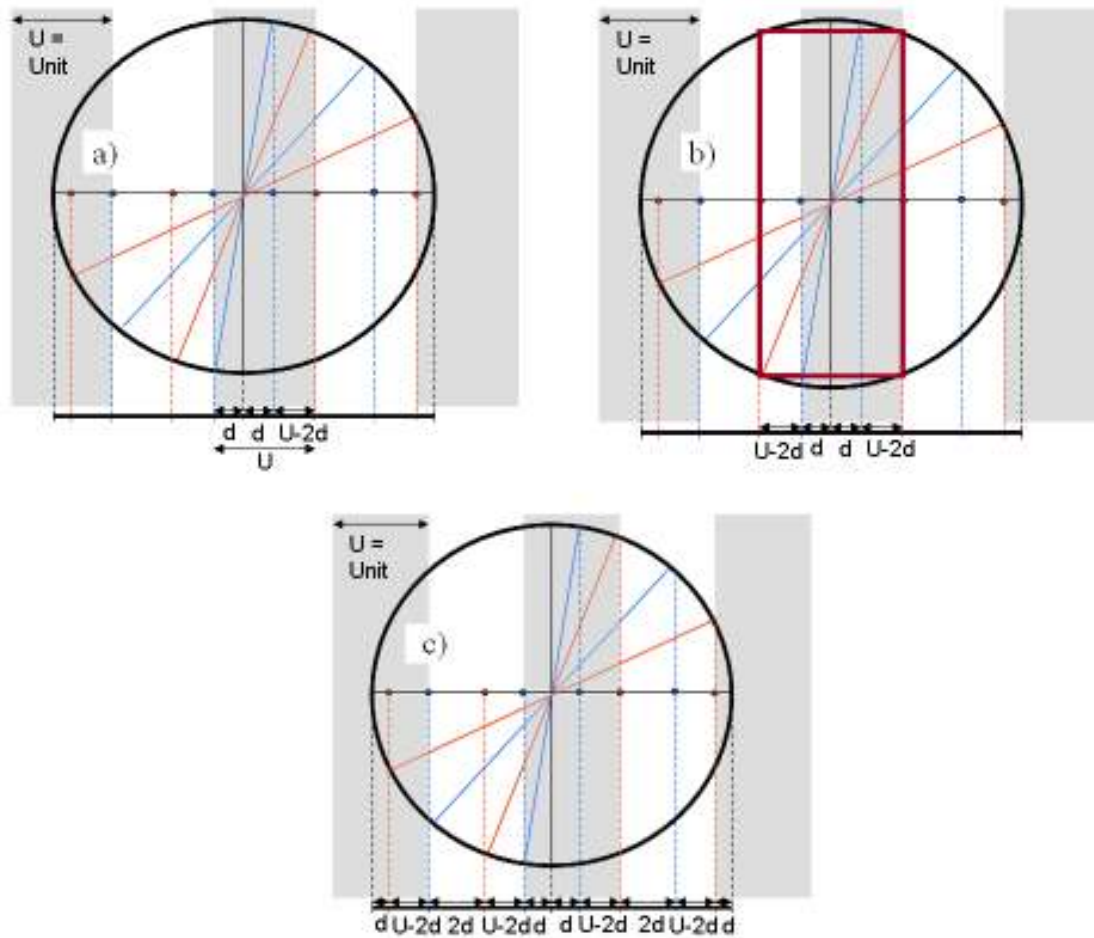 U =
Unit
a)
d d U-2d
U
U =
Unit
b)
U-2d d d U-2d
U =
Unit
c)
d U-2d 2d U-2d d d U-2d 2d U-2d d